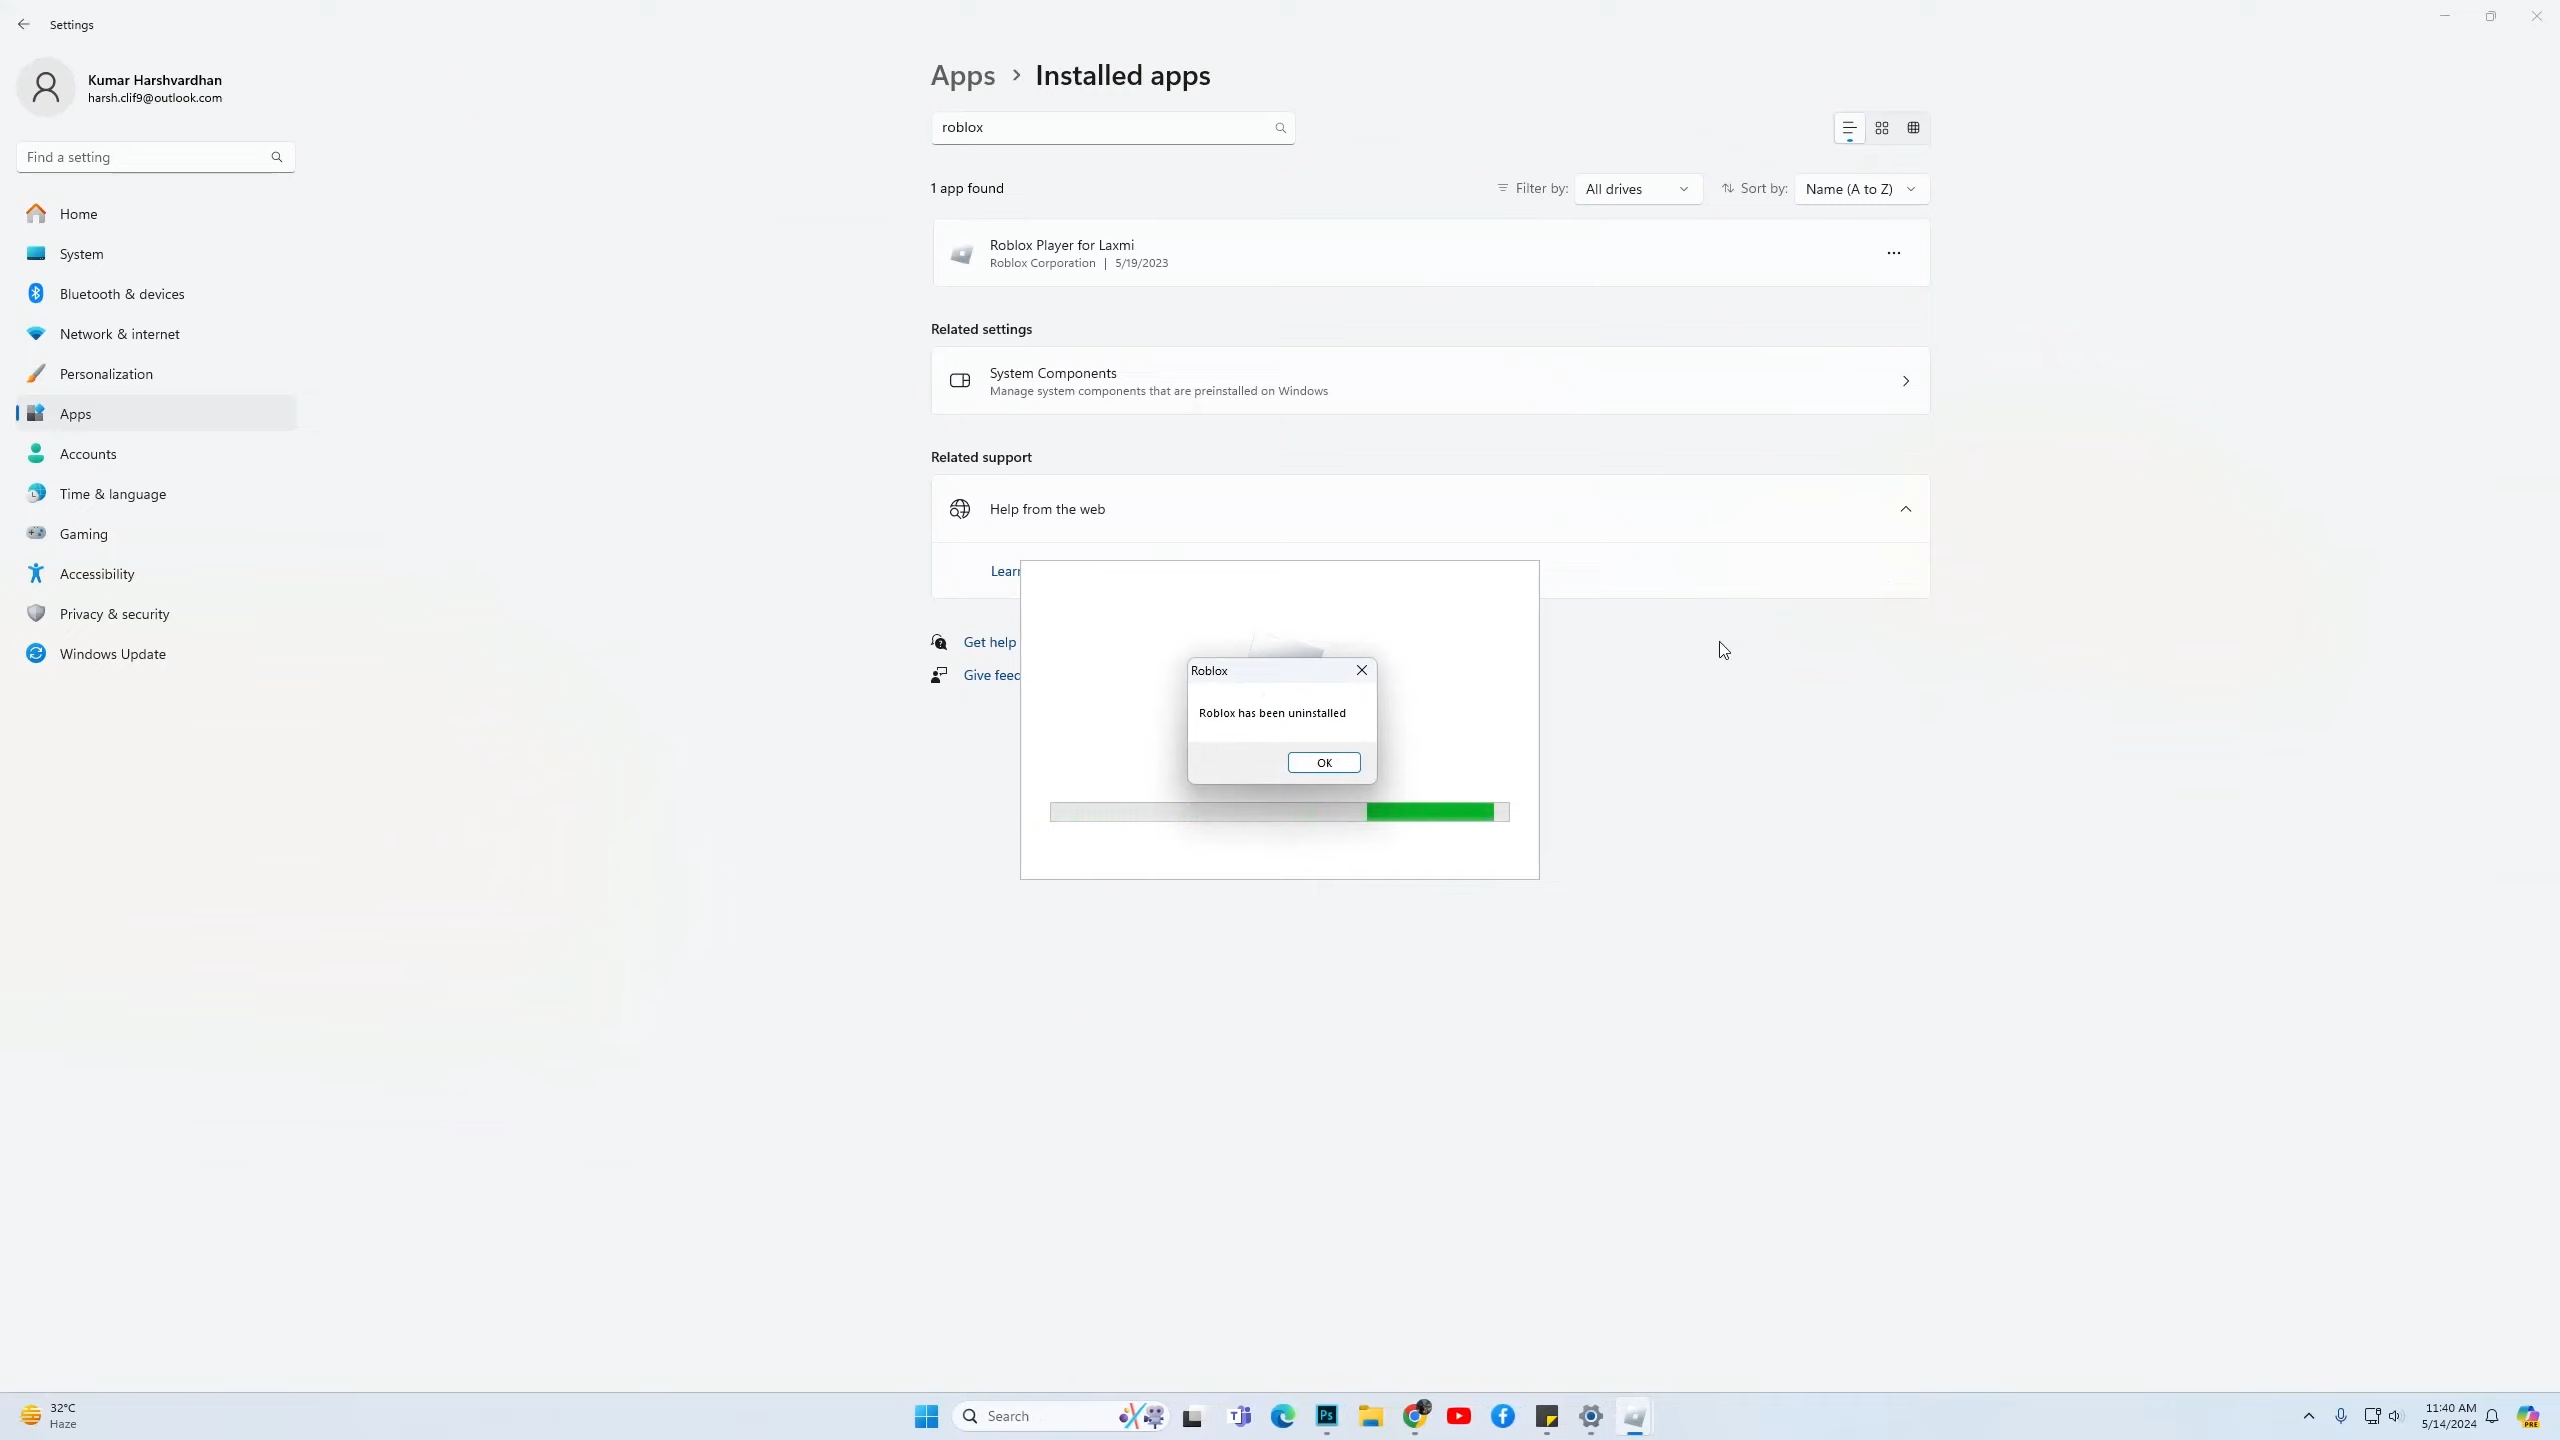 Settings
Kumar Harshvardhan
harsh.clif9@outlook.com
Find a setting
Home
System
Bluetooth & devices
Network & internet
Personalization
Apps
Accounts
Time & language
Gaming
Accessibility
Privacy & security
Windows Update
Apps > Installed apps
roblox
1 app found
Filter by: All drives
Sort by: Name (A to Z)
Roblox Player for Laxmi
Roblox Corporation | 5/19/2023
Related settings
System Components
Manage system components that are preinstalled on Windows
Related support
Help from the web
Get help
Roblox
Roblox has been uninstalled
OK
32°C
Haze
Search
Ps
11:40 AM
5/14/2024
PRE